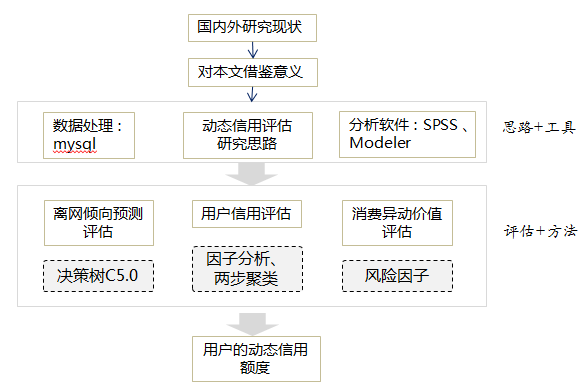 国内外研究现状
对本文借鉴意义
数据处理：
mysql
动态信用评估
研究思路
分析软件：SPSS、
Modeler
思路+工具
离网倾向预测
评估
用户信用评估
消费异动价值
评估
决策树C5.0
因子分析、
两步聚类
风险因子
评估+方法
用户的动态信用
额度